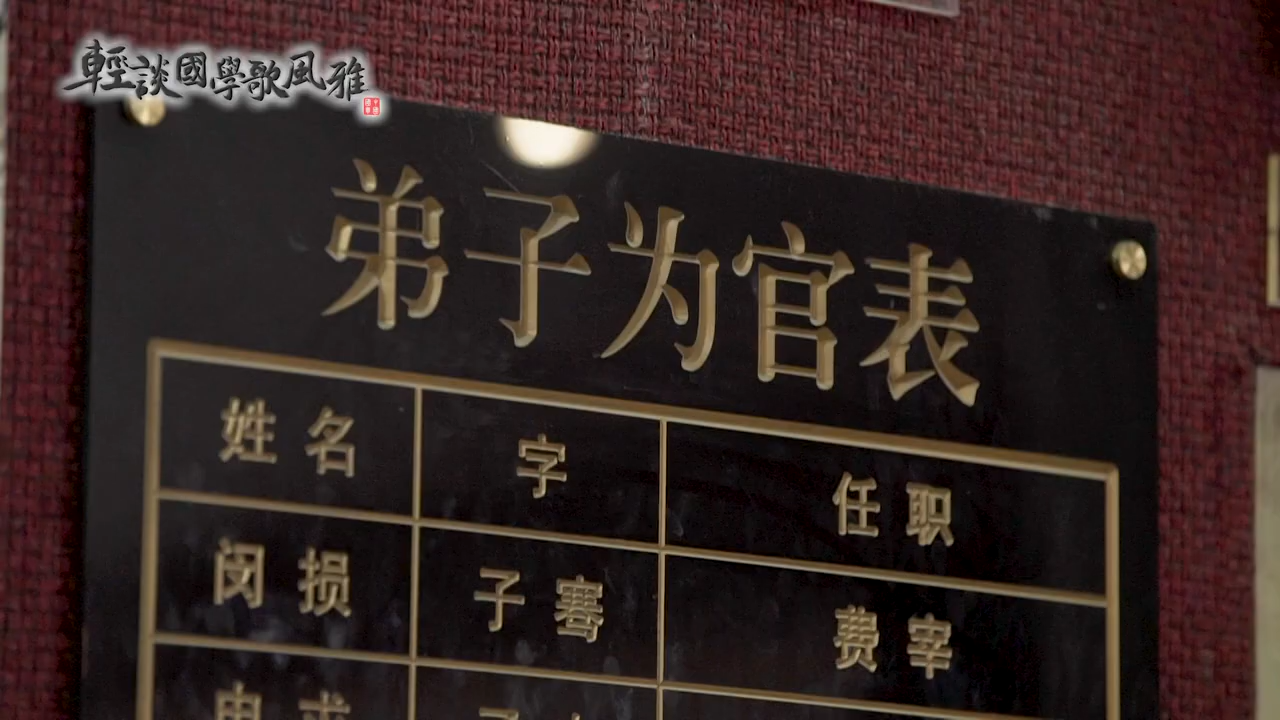 輕談國學歌風雅
弟子为官表
姓名 字 任职
闵损 子骞 费宰